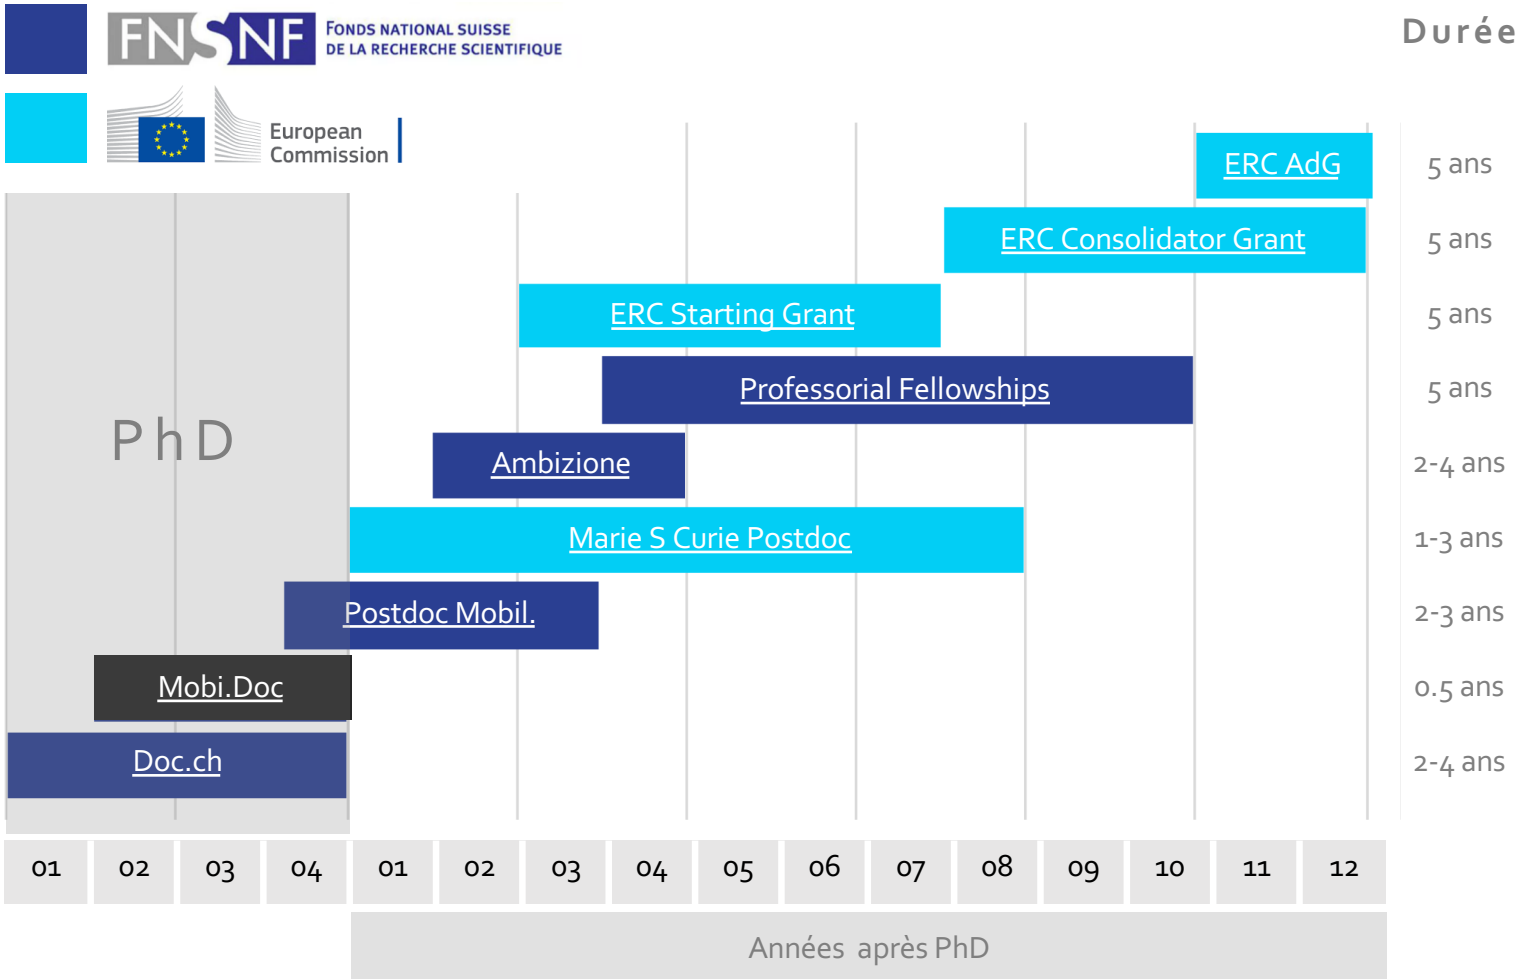 FNSNF
FONDS NATIONAL SUISSE
DE LA RECHERCHE SCIENTIFIQUE
Durée
European
Commission
ERC AdG
5 ans
ERC Consolidator Grant
5 ans
ERC Starting Grant
5 ans
Professorial Fellowships
5 ans
PhD
Ambizione
2-4 ans
Marie S Curie Postdoc
1-3 ans
Postdoc Mobil.
2-3 ans
Mobi.Doc
0.5 ans
Doc.ch
2-4 ans
01 02 03 04 01 02 03 04 05 06 07 08 09 10 11 12
Années après PhD